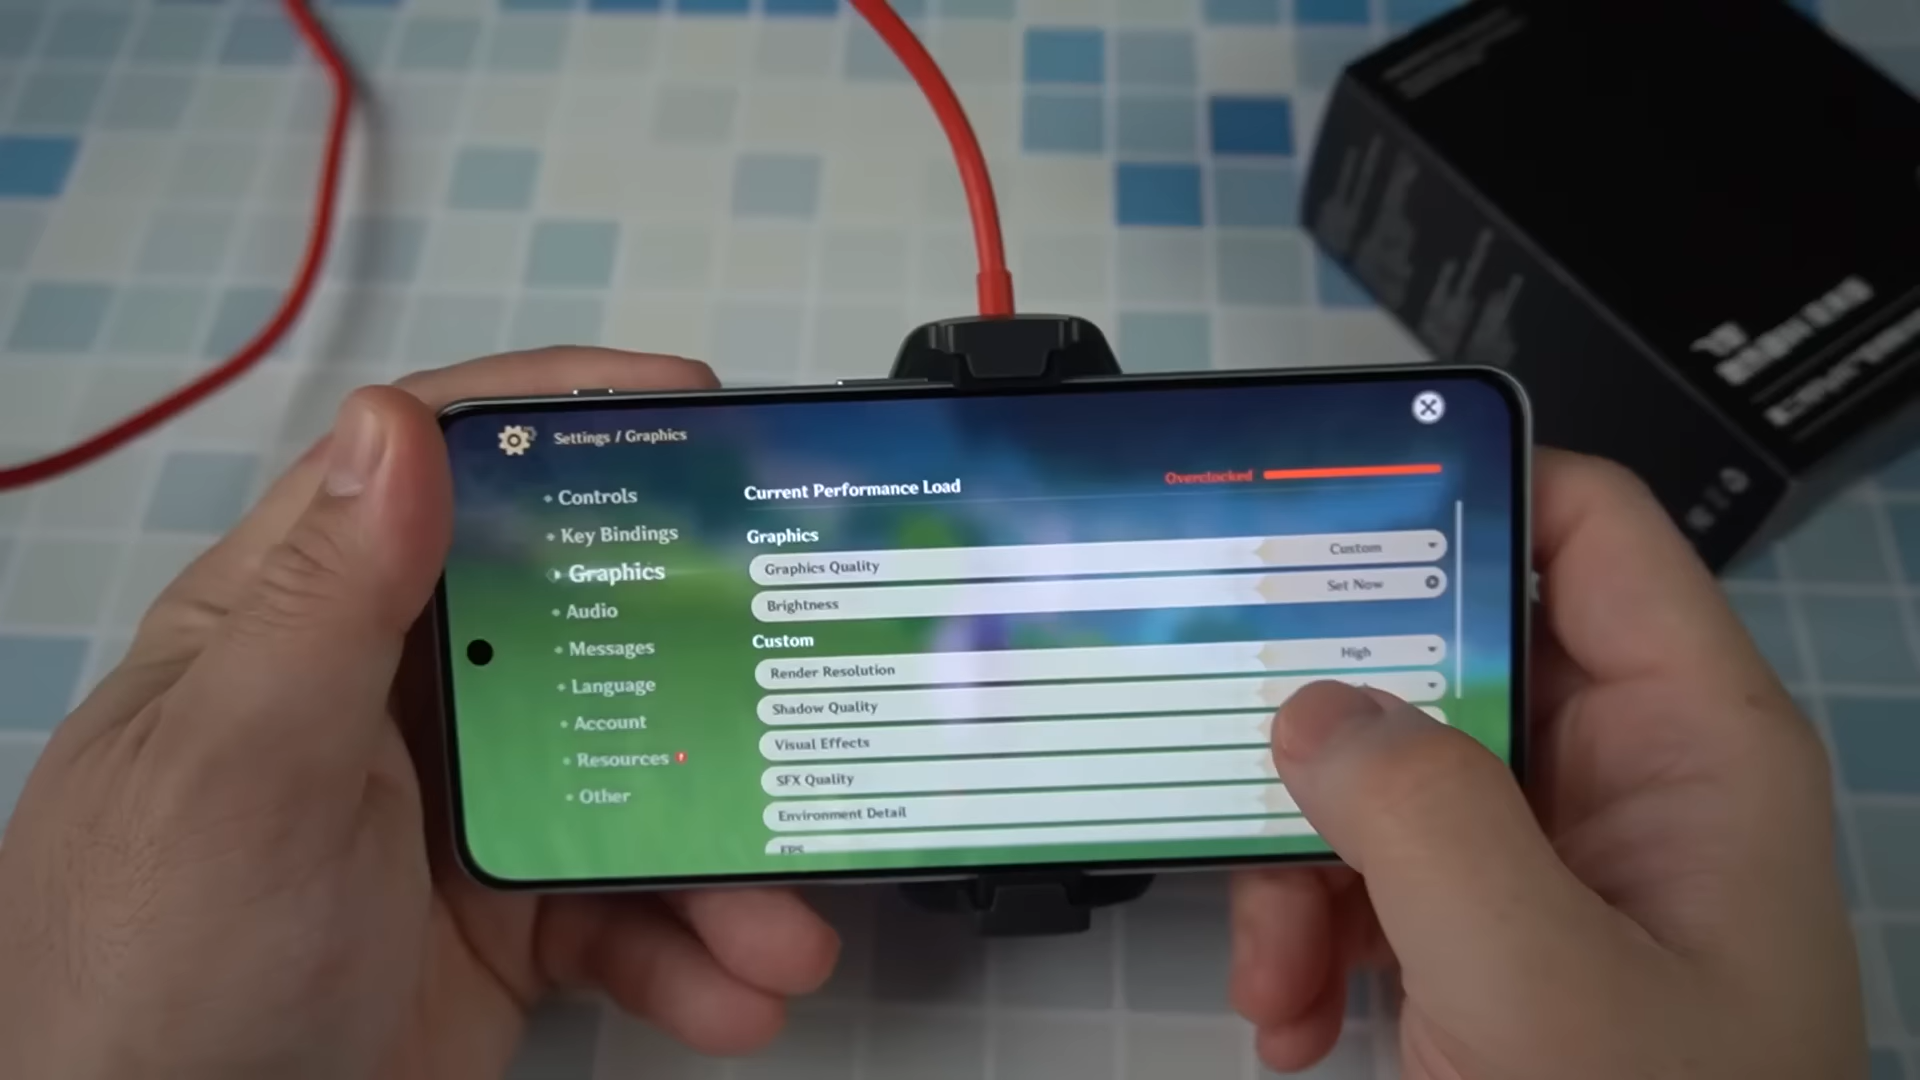 Settings / Graphics
Controls
Key Bindings
Graphics
Audio
Messages
Language
Account
Resources
Other
Current Performance Load
Overclocked
Graphics
Graphics Quality
Custom
Brightness
Set Now
Custom
Render Resolution
High
Shadow Quality
Visual Effects
SFX Quality
Environment Detail
FPS